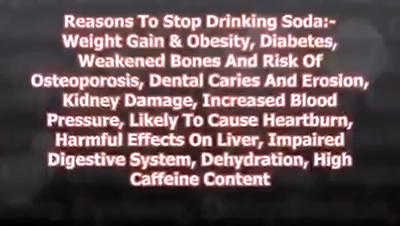 Reasons To Stop Drinking Soda:-
Weight Gain & Obesity, Diabetes,
Weakened Bones And Risk Of
Osteoporosis, Dental Caries And Erosion,
Kidney Damage, Increased Blood
Pressure, Likely To Cause Heartburn,
Harmful Effects On Liver, Impaired
Digestive System, Dehydration, High
Caffeine Content